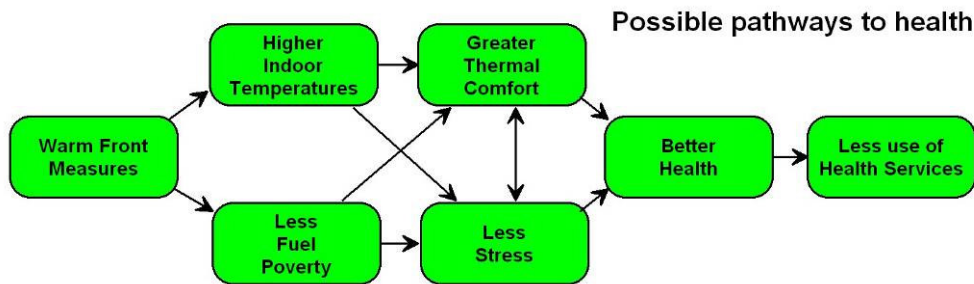 Possible pathways to health
Higher
Indoor
Temperatures
Greater
Thermal
Comfort
Warm Front
Measures
Better
Health
Less use of
Health Services
Less
Fuel
Poverty
Less
Stress